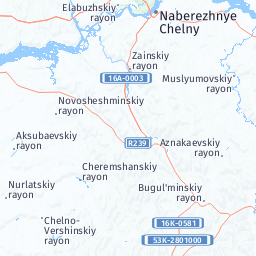 Elabuzhskiy
rayon
Naberezhnye
Chelny
Zainskiy
rayon
16A-0003
Muslyumovskiy
rayon
Novosheshminskiy
rayon
Aksubaevskiy
rayon
R239
Aznakaevskiy
rayon
Cheremshanskiy
rayon
Nurlatskiy
rayon
Bugul'minskiy
rayon
Chelno-
Vershinskiy
rayon
16K-0581
53K-2801000